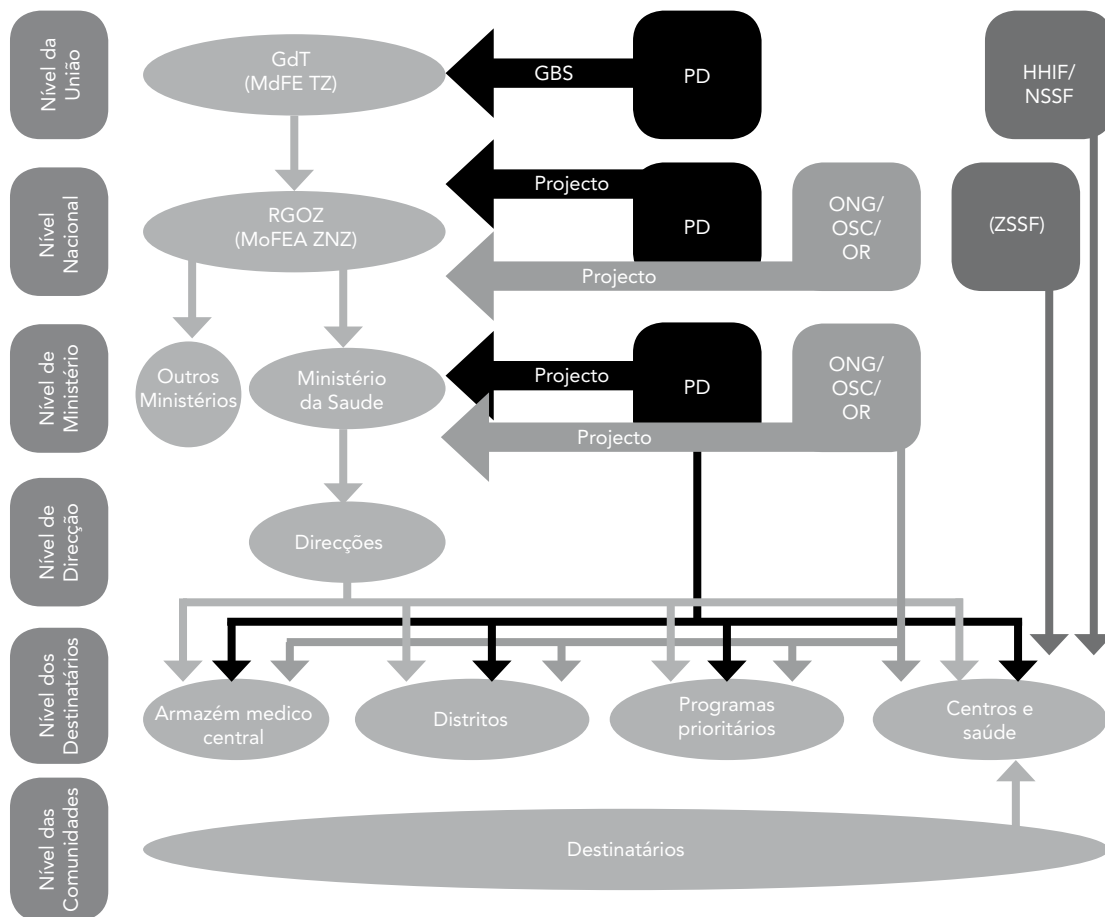 Nível da
União
GdT
(MdFE TZ)
GBS
PD
HHIF/
NSSF
Nível
Nacional
RGOZ
(MoFEA ZNZ)
Projecto
PD
Projecto
ONG/
OSC/
OR
(ZSSF)
Nível de
Ministério
Outros
Ministérios
Ministério
da Saude
Projecto
PD
Projecto
ONG/
OSC/
OR
Nível de
Direcção
Direcções
Nível dos
Destinatários
Armazém medico
central
Distritos
Programas
prioritários
Centros e
saúde
Nível das
Comunidades
Destinatários